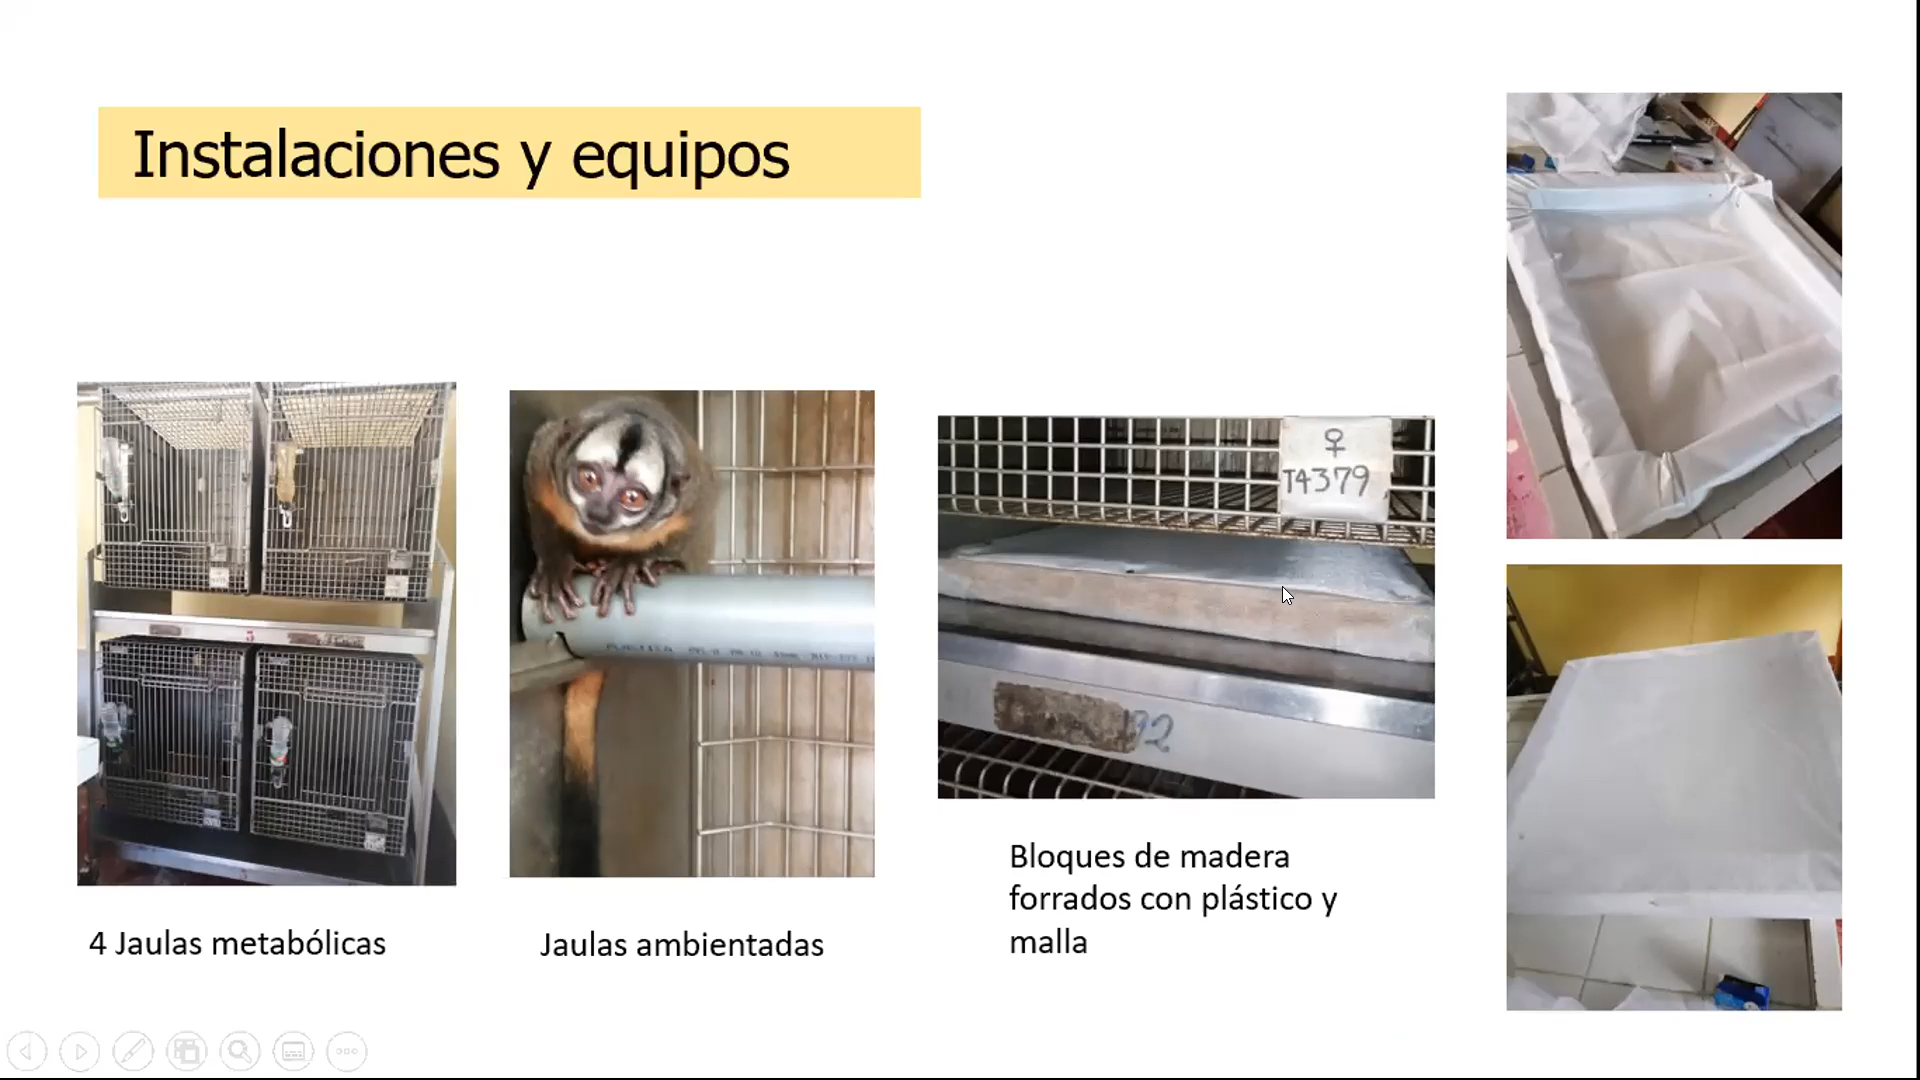 Instalaciones y equipos
♀
T4379
92
4 Jaulas metabólicas
Jaulas ambientadas
Bloques de madera
forrados con plástico y
malla